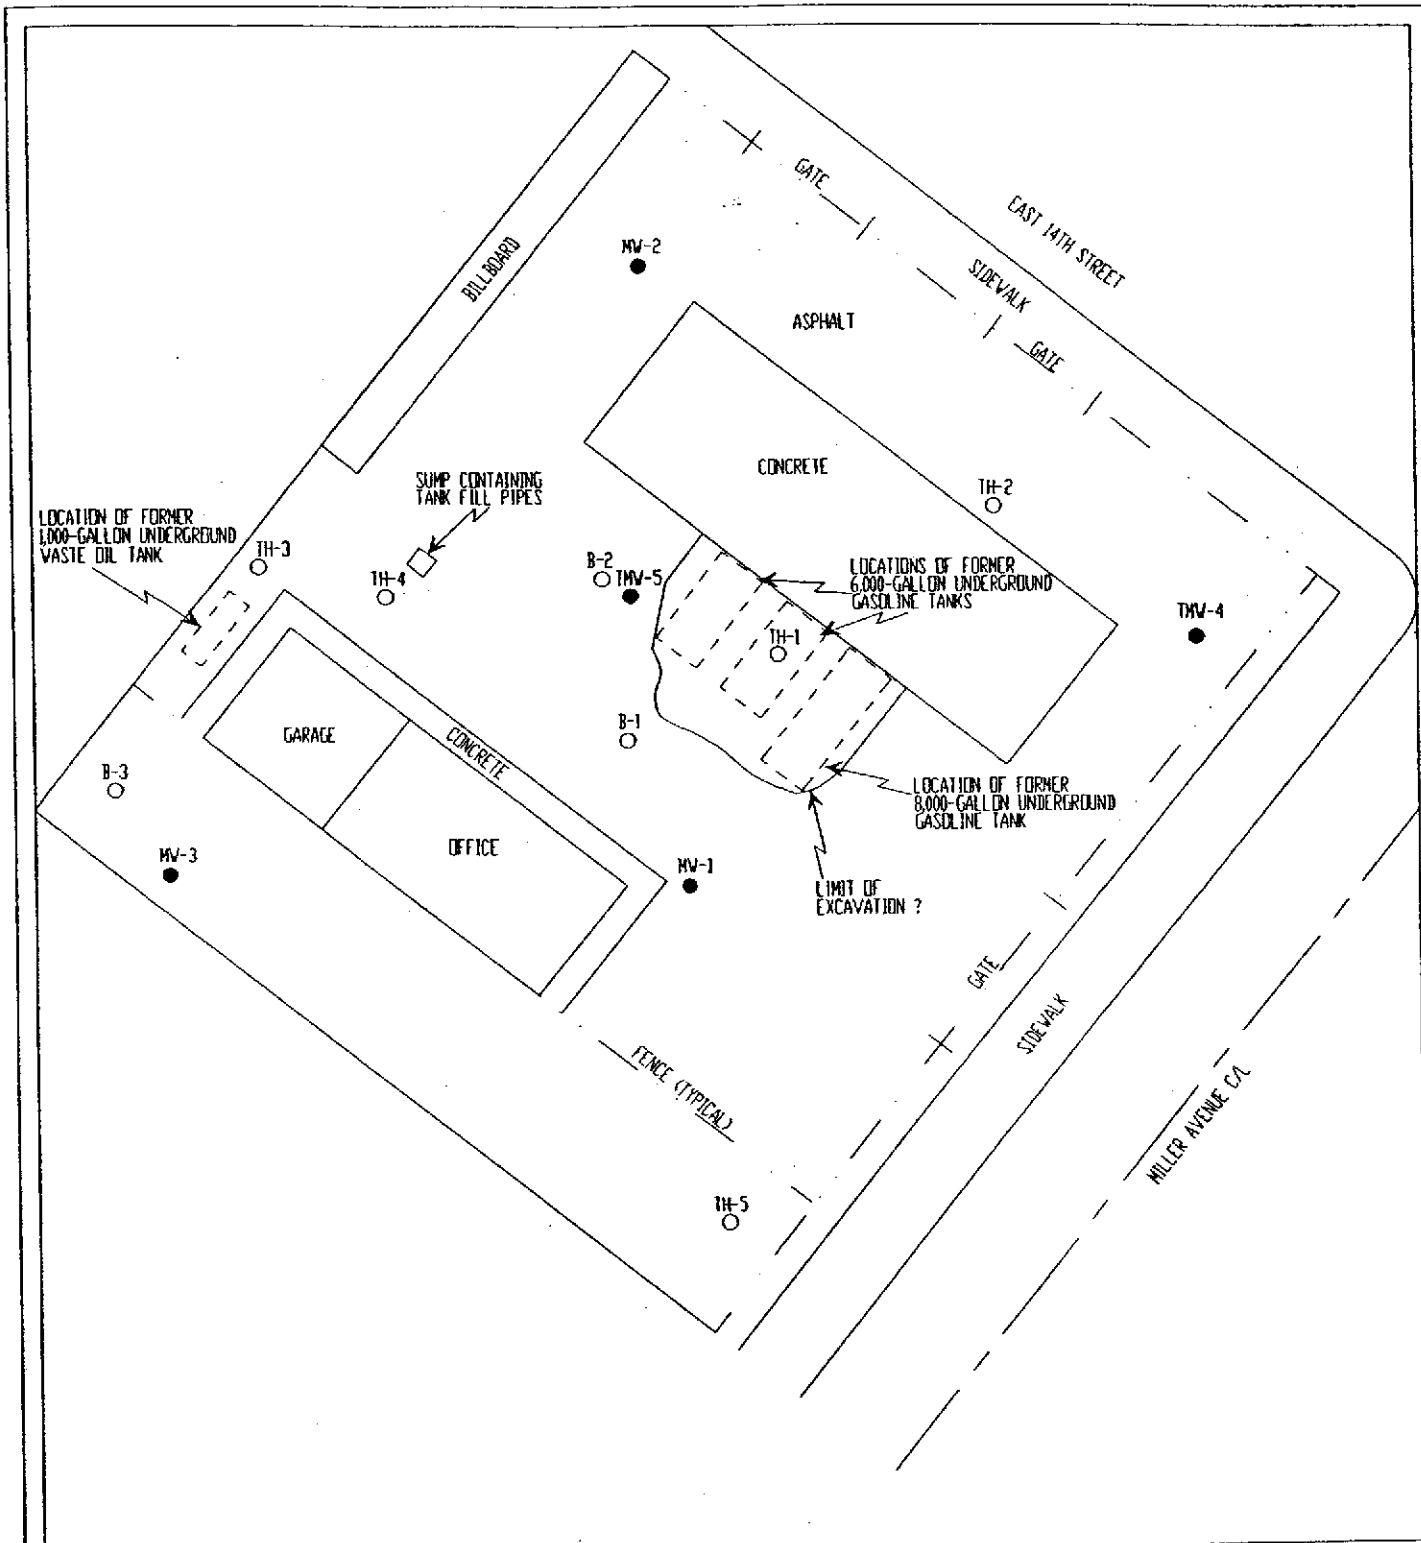 GATE
EAST 14TH STREET
MW-2
BILLBOARD
SIDEWALK
ASPHALT
GATE
CONCRETE
SUMP CONTAINING
TANK FILL PIPES
TH-2
LOCATION OF FORMER
1,000-GALLON UNDERGROUND
WASTE OIL TANK
TH-3
TH-4
B-2
TMW-5
LOCATIONS OF FORMER
6,000-GALLON UNDERGROUND
GASOLINE TANKS
TH-1
TMW-4
B-1
GARAGE
CONCRETE
B-3
LOCATION OF FORMER
8,000-GALLON UNDERGROUND
GASOLINE TANK
OFFICE
MW-3
MW-1
LIMIT OF
EXCAVATION ?
GATE
SIDEWALK
FENCE (TYPICAL)
MILLER AVENUE C/L
TH-5